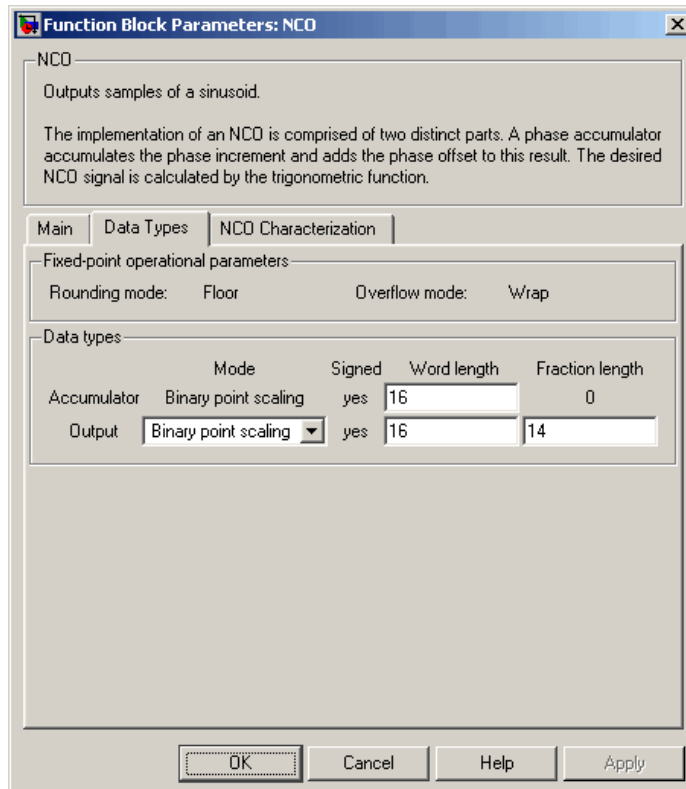 Function Block Parameters: NCO
NCO
Outputs samples of a sinusoid.
The implementation of an NCO is comprised of two distinct parts. A phase accumulator
accumulates the phase increment and adds the phase offset to this result. The desired
NCO signal is calculated by the trigonometric function.
Main Data Types NCO Characterization
Fixed-point operational parameters
Rounding mode: Floor Overflow mode: Wrap
Data types
Mode Signed Word length Fraction length
Accumulator Binary point scaling yes 16 0
Output Binary point scaling yes 16 14
OK Cancel Help Apply